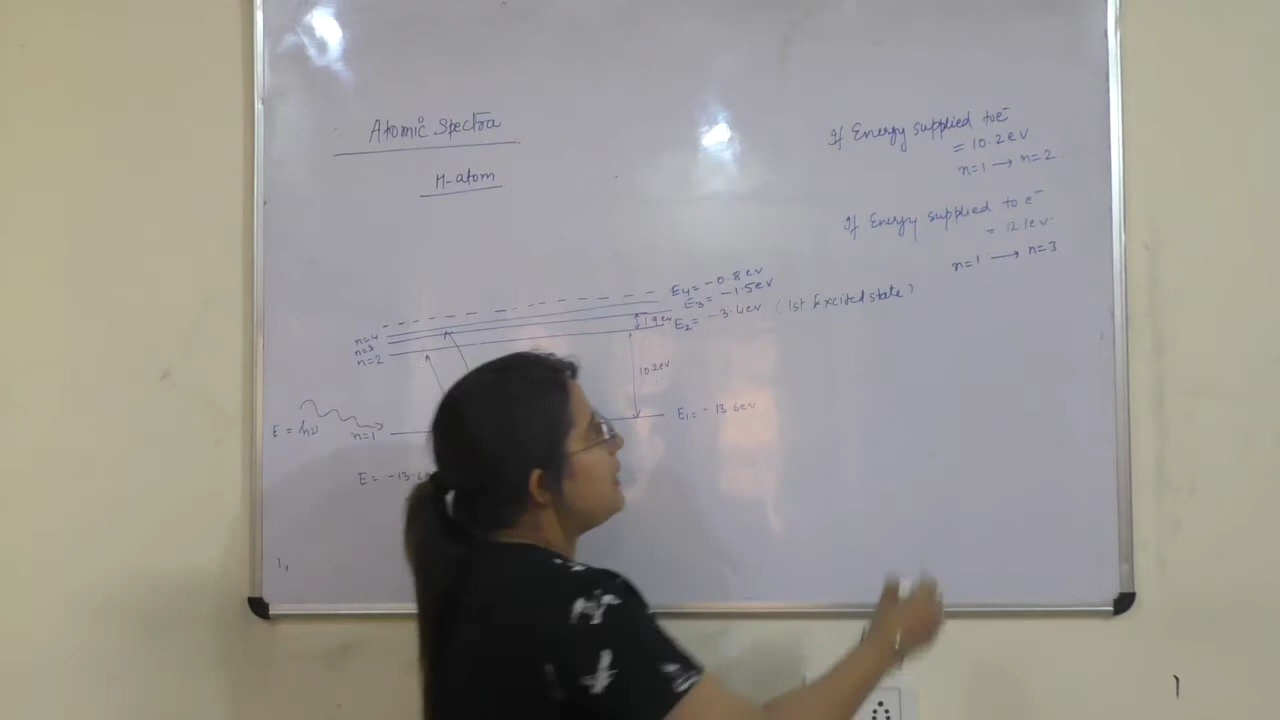 Atomic Spectra
H-atom
If Energy supplied to e⁻
= 10.2 ev
n=1 → n=2
If Energy supplied to e⁻
= 12.1 ev
n=1 → n=3
E₄ = -0.8 ev
E₃ = -1.5 ev
E₂ = -3.4 ev (1st Excited state)
1.9 ev
n=4
n=3
n=2
10.2 ev
E₁ = -13.6 ev
E = hν
n=1
E = -13.6